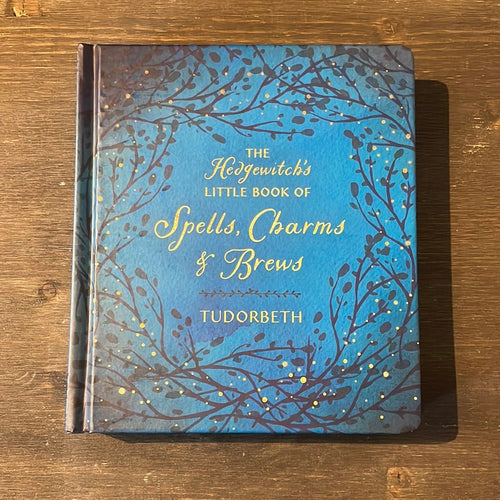 THE
Hedgewitch's
LITTLE BOOK OF
Spells, Charms
& Brews
TUDORBETH